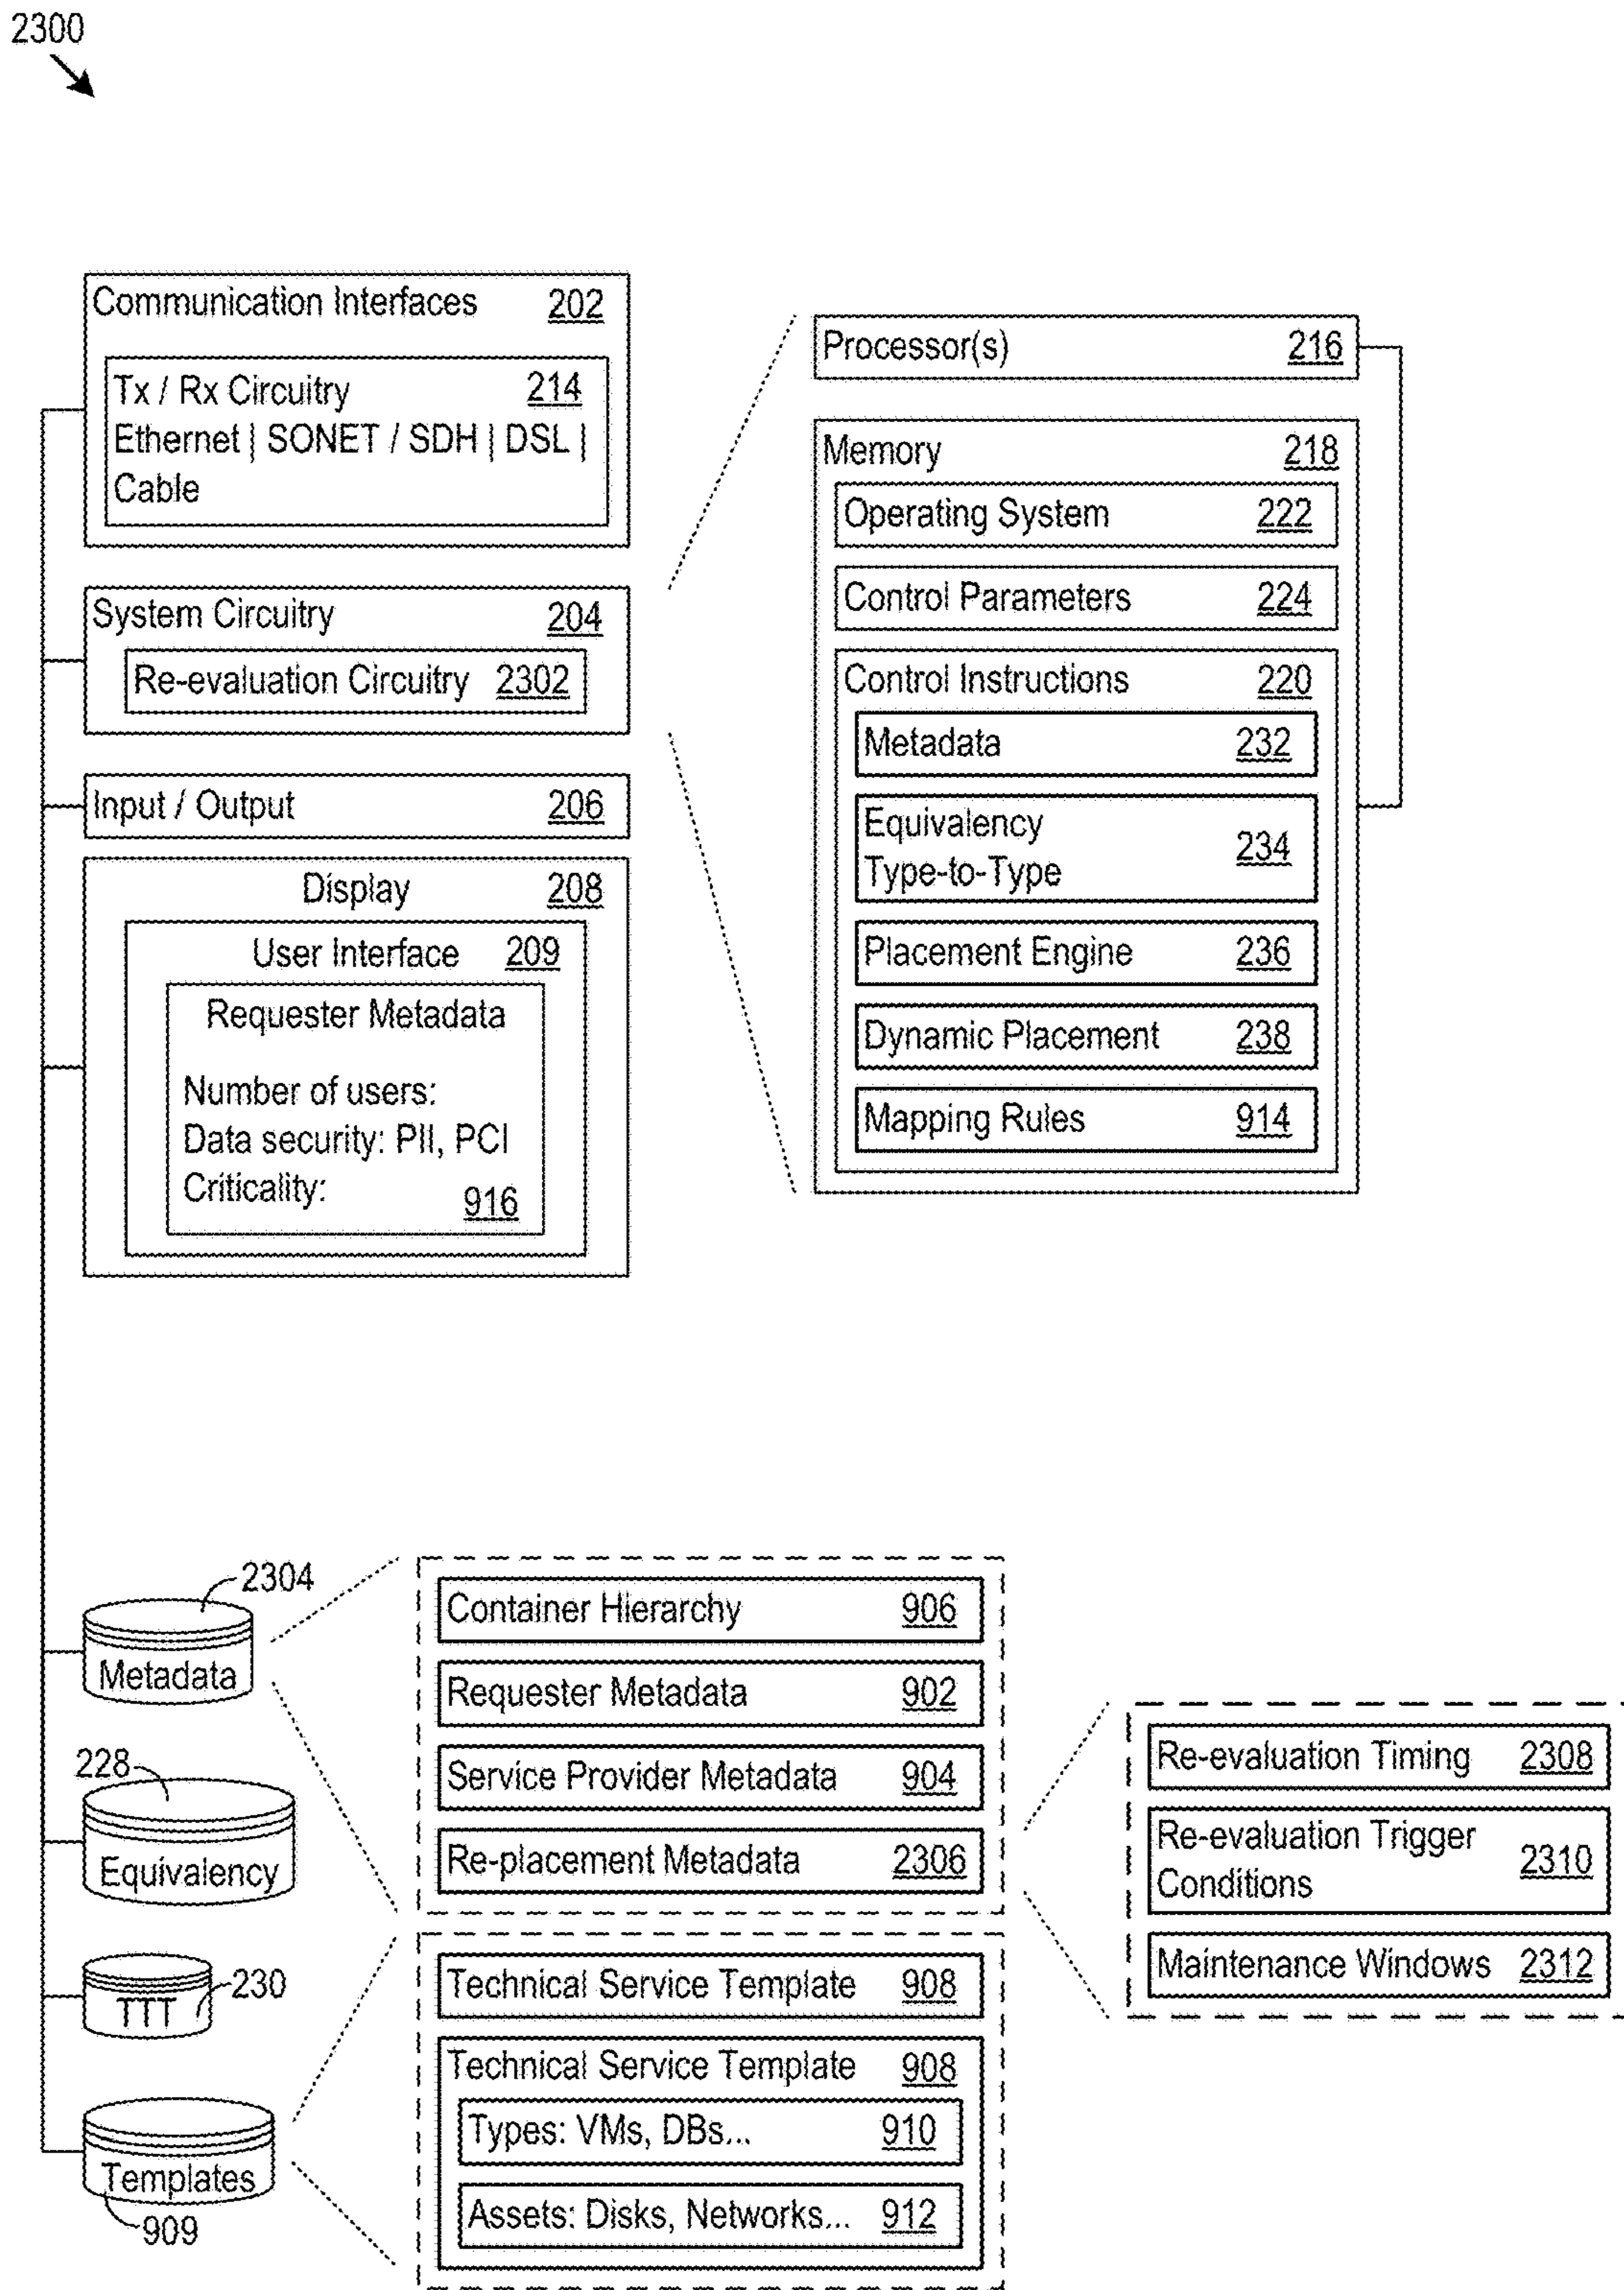 2300
Communication Interfaces 202
Tx / Rx Circuitry 214
Ethernet | SONET / SDH | DSL |
Cable
System Circuitry 204
Re-evaluation Circuitry 2302
Input / Output 206
Display 208
User Interface 209
Requester Metadata
Number of users:
Data security: PII, PCI
Criticality:
916
Processor(s) 216
Memory 218
Operating System 222
Control Parameters 224
Control Instructions 220
Metadata 232
Equivalency
Type-to-Type
234
Placement Engine 236
Dynamic Placement 238
Mapping Rules 914
2304
Metadata
228
Equivalency
230
TTT
Templates
909
Container Hierarchy 906
Requester Metadata 902
Service Provider Metadata 904
Re-placement Metadata 2306
Technical Service Template 908
Technical Service Template 908
Types: VMs, DBs... 910
Assets: Disks, Networks... 912
Re-evaluation Timing 2308
Re-evaluation Trigger
Conditions
2310
Maintenance Windows 2312